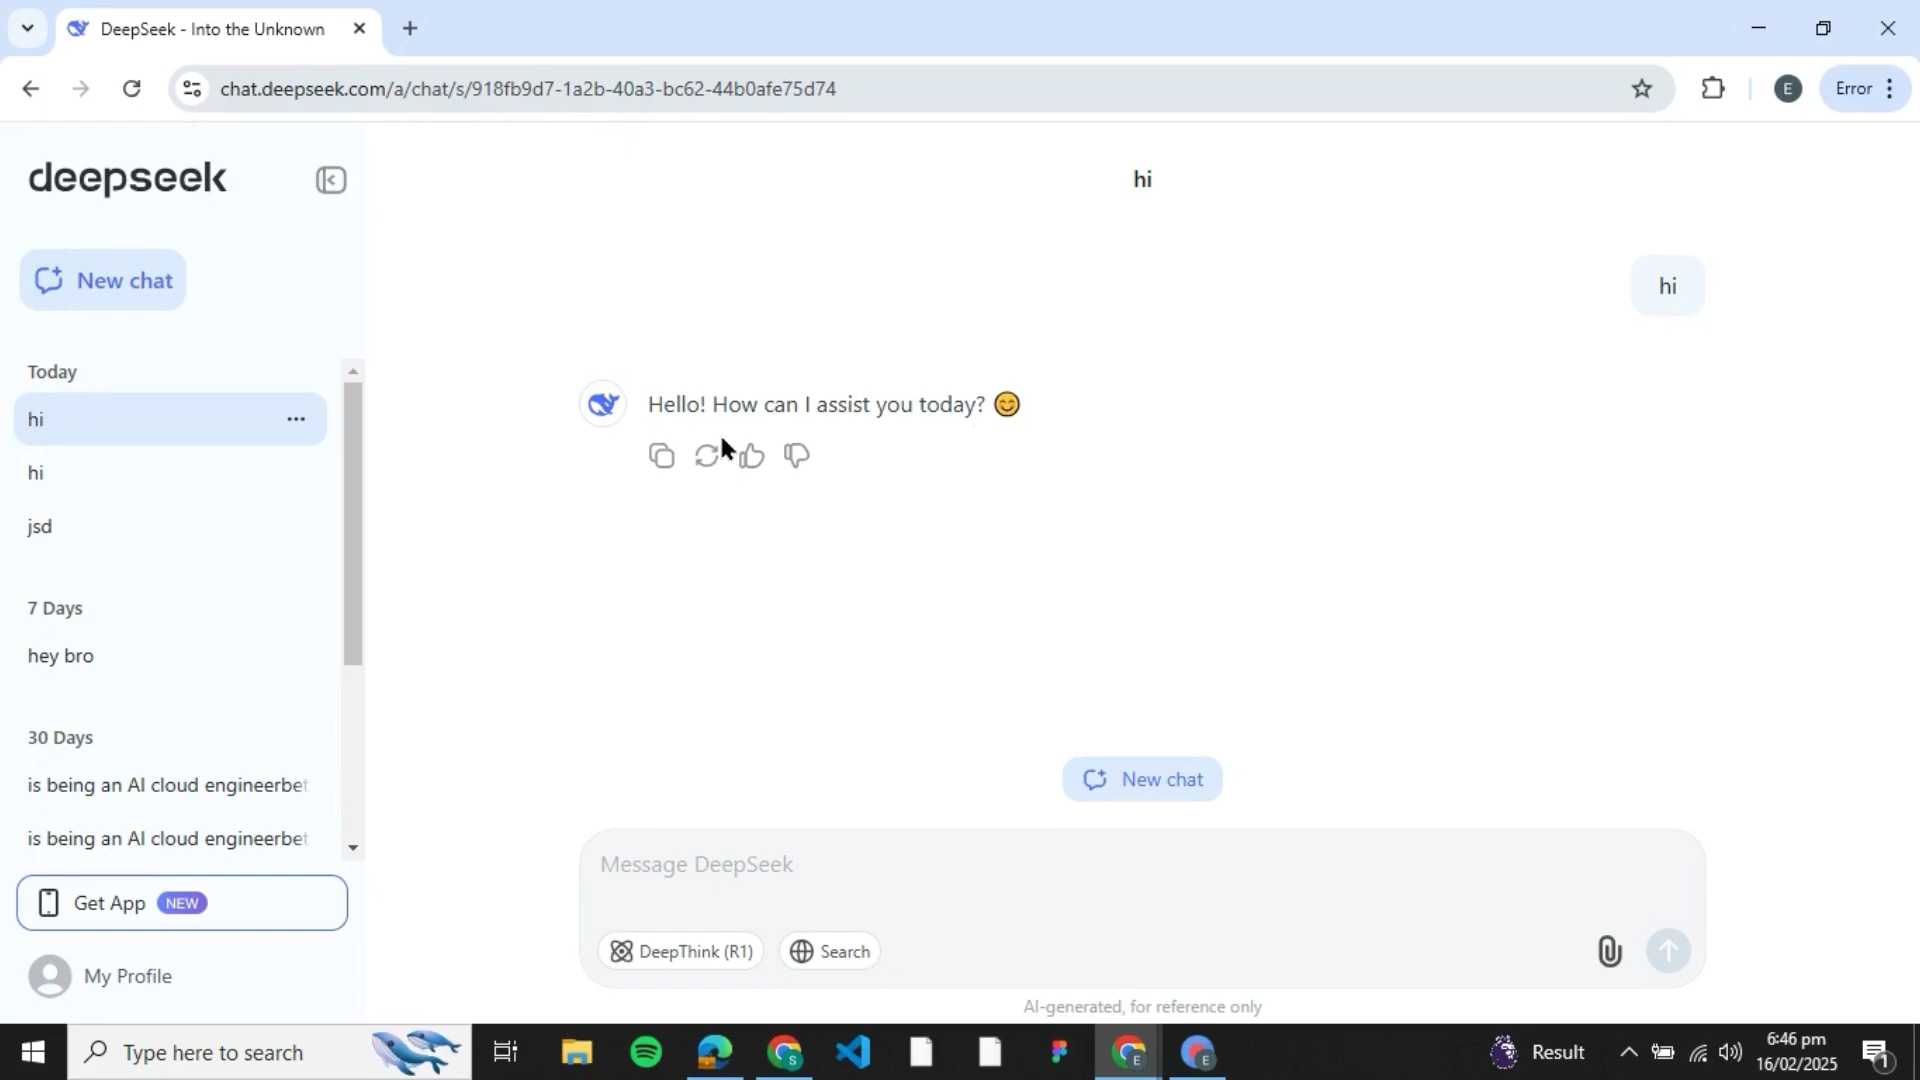 DeepSeek - Into the Unknown
chat.deepseek.com/a/chat/s/918fb9d7-1a2b-40a3-bc62-44b0afe75d74
E
Error
deepseek
New chat
Today
hi
hi
jsd
7 Days
hey bro
30 Days
is being an AI cloud engineerbet
is being an AI cloud engineerbet
Get App NEW
My Profile
hi
hi
Hello! How can I assist you today? 😊
New chat
Message DeepSeek
DeepThink (R1)
Search
AI-generated, for reference only
Type here to search
S
E
E
Result
6:46 pm
16/02/2025
1